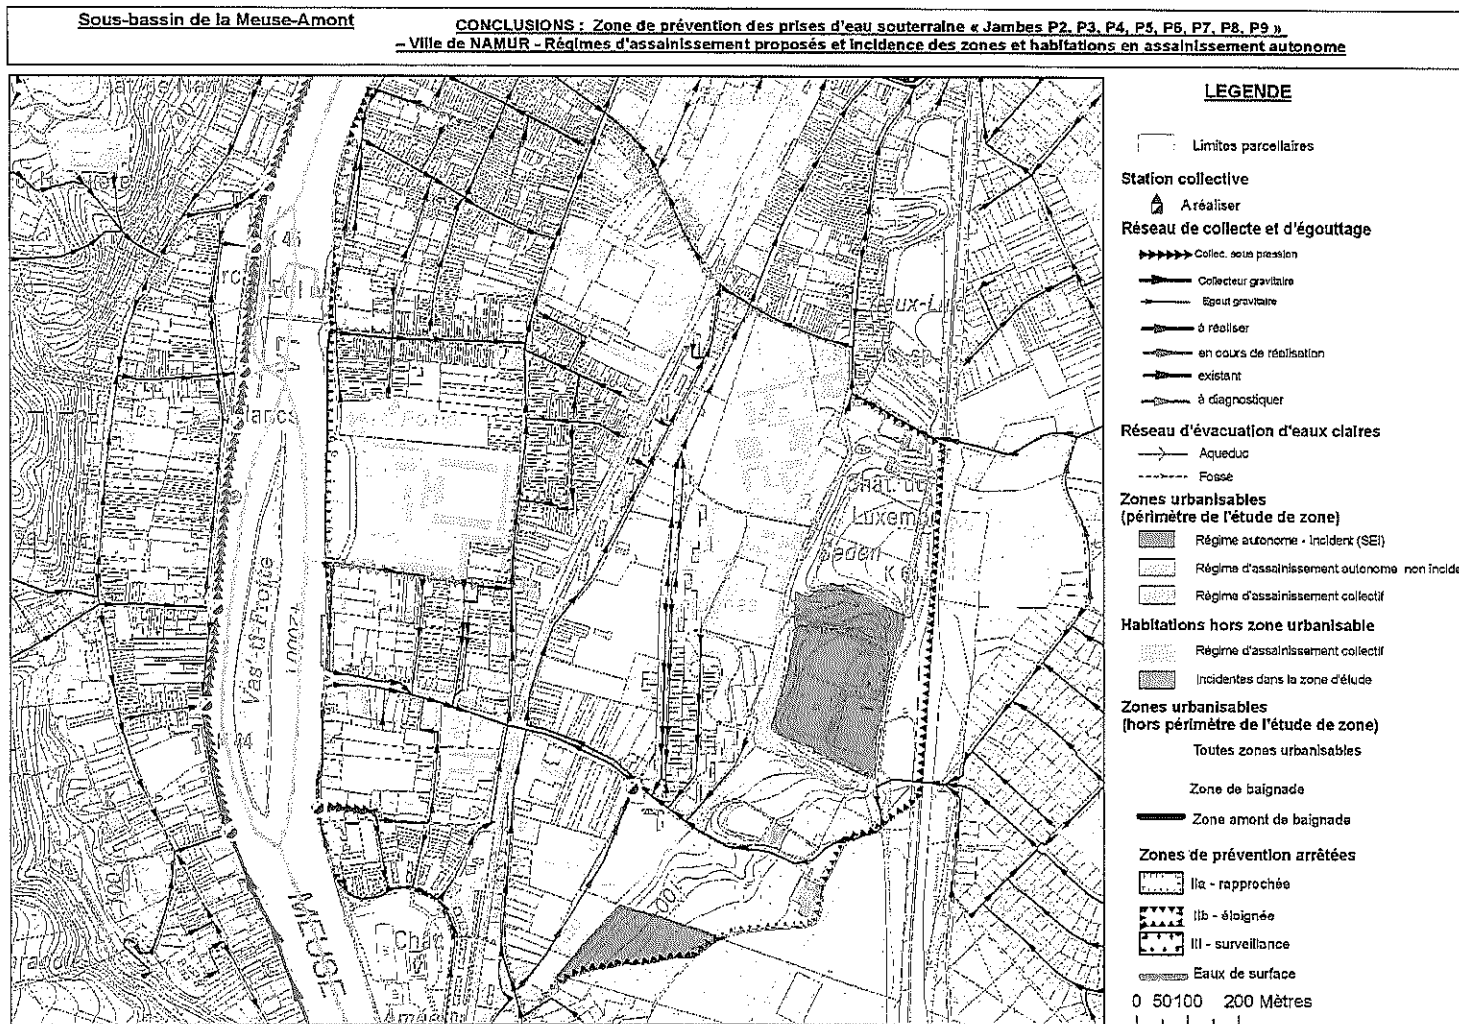 Sous-bassin de la Meuse-Amont
CONCLUSIONS : Zone de prévention des prises d'eau souterraine « Jambes P2, P3, P4, P5, P6, P7, P8, P9 »
– Ville de NAMUR - Régimes d'assainissement proposés et incidence des zones et habitations en assainissement autonome
LEGENDE
Limites parcellaires
Station collective
A réaliser
Réseau de collecte et d'égouttage
Collec. sous pression
Collecteur gravitaire
Egout gravitaire
à réaliser
en cours de réalisation
existant
à diagnostiquer
Réseau d'évacuation d'eaux claires
Aqueduc
Fossé
Zones urbanisables
(périmètre de l'étude de zone)
Régime autonome - Incident (SEI)
Régime d'assainissement autonome non incide
Régime d'assainissement collectif
Habitations hors zone urbanisable
Régime d'assainissement collectif
Incidentes dans la zone d'étude
Zones urbanisables
(hors périmètre de l'étude de zone)
Toutes zones urbanisables
Zone de baignade
Zone amont de baignade
Zones de prévention arrêtées
IIa - rapprochée
IIb - éloignée
III - surveillance
Eaux de surface
0 50100 200 Mètres
Chat. du
Luxem
Sedan
MEUSE
100